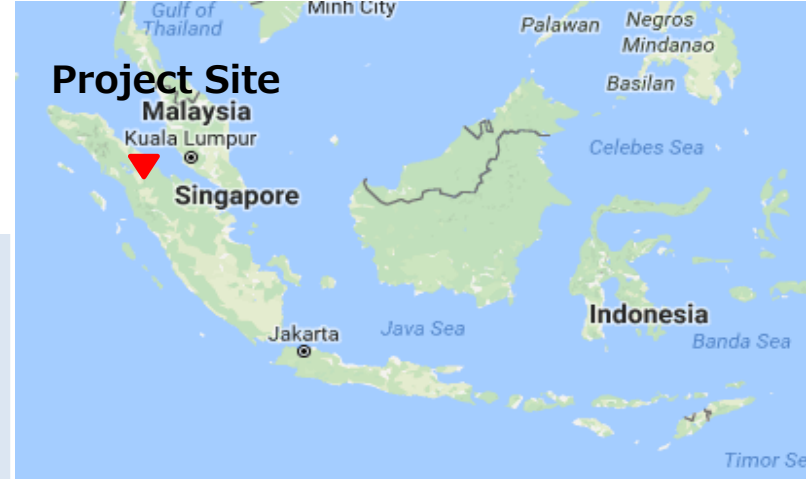 Gulf of
Thailand
Minh City
Palawan
Negros
Mindanao
Project Site
Basilan
Malaysia
Kuala Lumpur
Celebes Sea
Singapore
Indonesia
Jakarta
Java Sea
Banda Sea
Timor Se